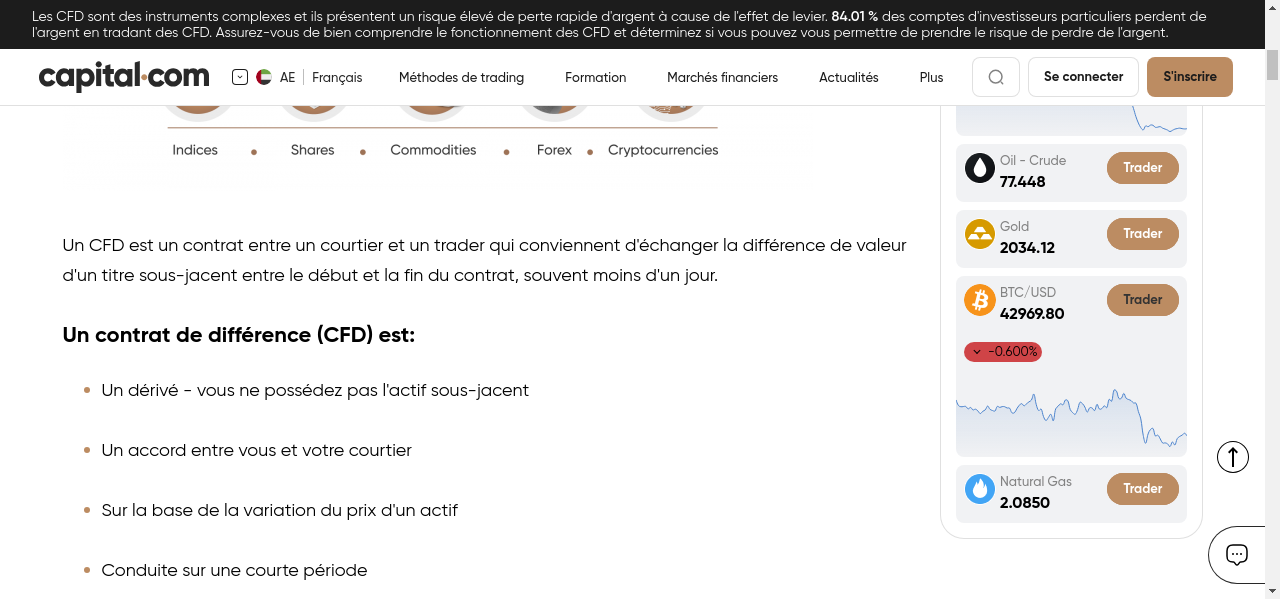 Les CFD sont des instruments complexes et ils présentent un risque élevé de perte rapide d'argent à cause de l'effet de levier. 84.01 % des comptes d'investisseurs particuliers perdent de
l'argent en tradant des CFD. Assurez-vous de bien comprendre le fonctionnement des CFD et déterminez si vous pouvez vous permettre de prendre le risque de perdre de l'argent.
capital.com AE Français Méthodes de trading Formation Marchés financiers Actualités Plus Se connecter S'inscrire
Indices Shares Commodities Forex Cryptocurrencies
Un CFD est un contrat entre un courtier et un trader qui conviennent d'échanger la différence de valeur
d'un titre sous-jacent entre le début et la fin du contrat, souvent moins d'un jour.
Un contrat de différence (CFD) est:
Un dérivé - vous ne possédez pas l'actif sous-jacent
Un accord entre vous et votre courtier
Sur la base de la variation du prix d'un actif
Conduite sur une courte période
Oil - Crude
77.448
Trader
Gold
2034.12
Trader
BTC/USD
42969.80
Trader
-0.600%
Natural Gas
2.0850
Trader